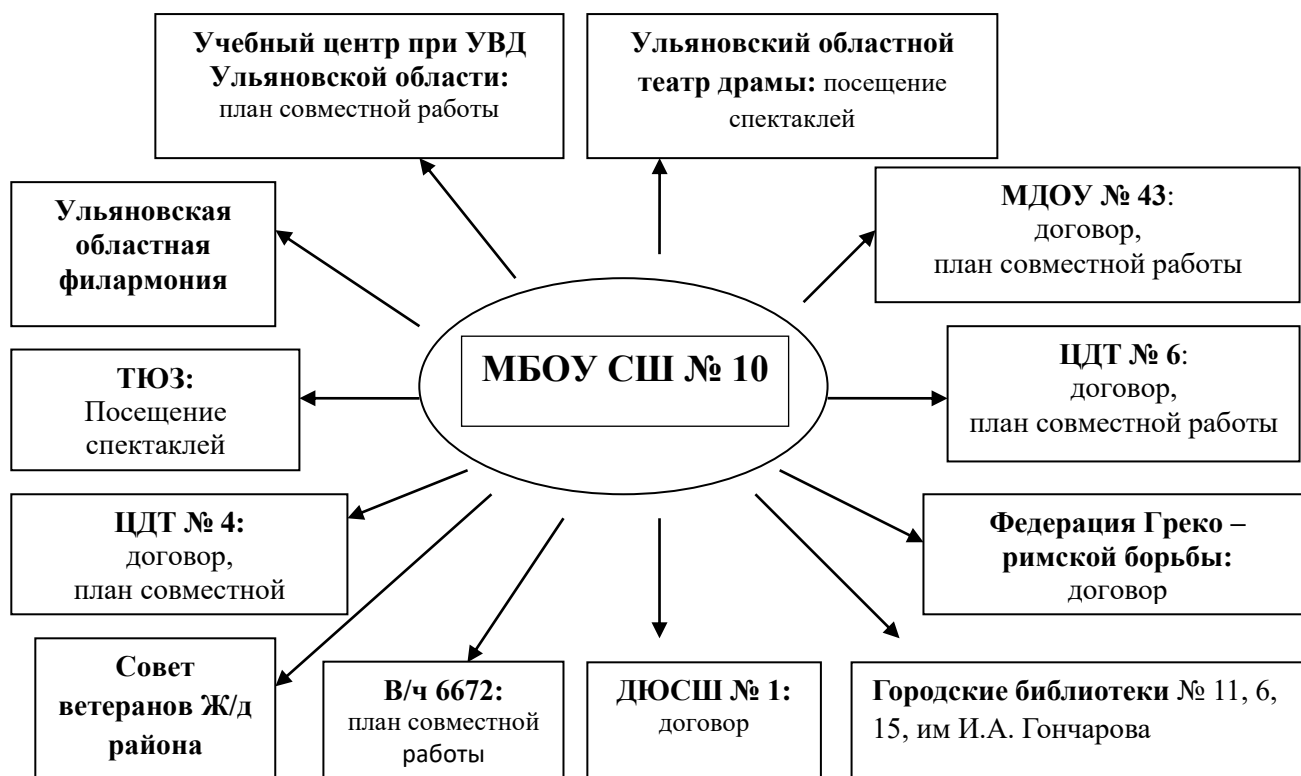 Учебный центр при УВД
Ульяновской области:
план совместной работы
Ульяновский областной
театр драмы: посещение
спектаклей
Ульяновская
областная
филармония
МДОУ № 43:
договор,
план совместной работы
МБОУ СШ № 10
ТЮЗ:
Посещение
спектаклей
ЦДТ № 6:
договор,
план совместной работы
ЦДТ № 4:
договор,
план совместной
Федерация Греко –
римской борьбы:
договор
Совет
ветеранов Ж/д
района
В/ч 6672:
план совместной
работы
ДЮСШ № 1:
договор
Городские библиотеки № 11, 6,
15, им И.А. Гончарова